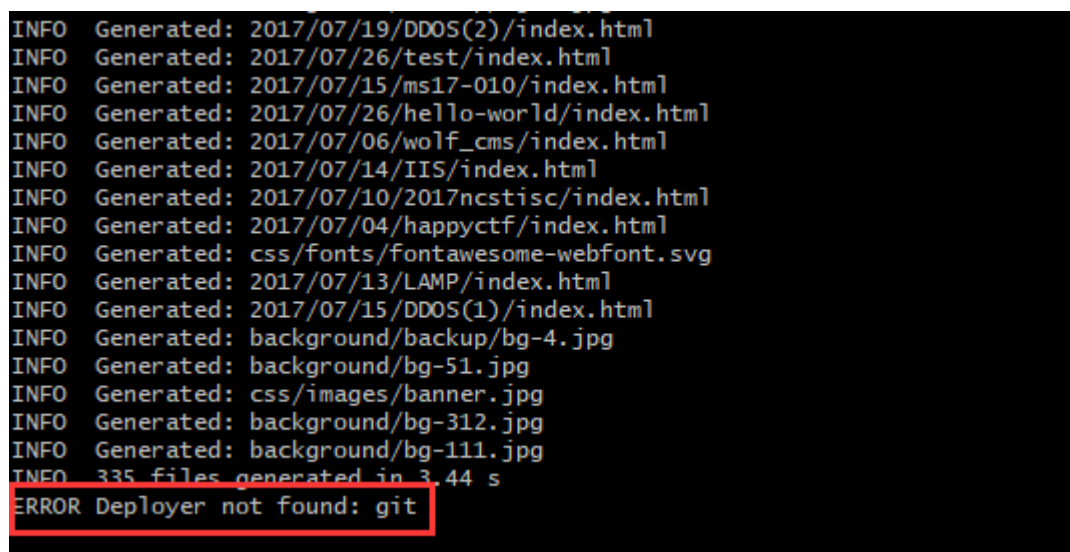 INFO  Generated: 2017/07/19/DDOS(2)/index.html
INFO  Generated: 2017/07/26/test/index.html
INFO  Generated: 2017/07/15/ms17-010/index.html
INFO  Generated: 2017/07/26/hello-world/index.html
INFO  Generated: 2017/07/06/wolf_cms/index.html
INFO  Generated: 2017/07/14/IIS/index.html
INFO  Generated: 2017/07/10/2017ncstisc/index.html
INFO  Generated: 2017/07/04/happyctf/index.html
INFO  Generated: css/fonts/fontawesome-webfont.svg
INFO  Generated: 2017/07/13/LAMP/index.html
INFO  Generated: 2017/07/15/DDOS(1)/index.html
INFO  Generated: background/backup/bg-4.jpg
INFO  Generated: background/bg-51.jpg
INFO  Generated: css/images/banner.jpg
INFO  Generated: background/bg-312.jpg
INFO  Generated: background/bg-111.jpg
INFO  335 files generated in 3.44 s
ERROR Deployer not found: git